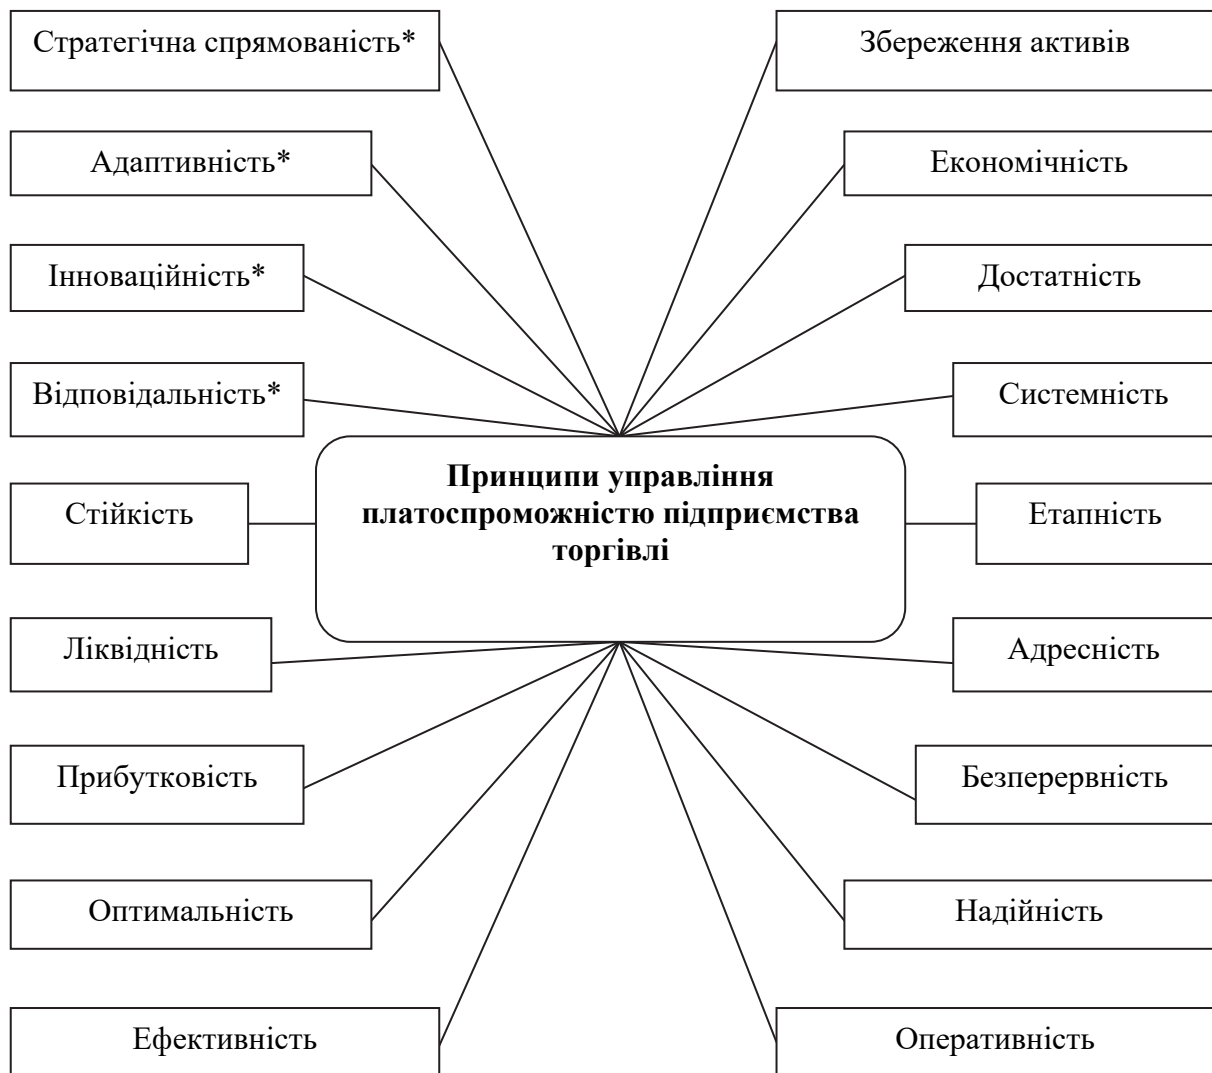 Стратегічна спрямованість*
Збереження активів
Адаптивність*
Економічність
Інноваційність*
Достатність
Відповідальність*
Системність
Принципи управління
платоспроможністю підприємства
торгівлі
Стійкість
Етапність
Ліквідність
Адресність
Прибутковість
Безперервність
Оптимальність
Надійність
Ефективність
Оперативність